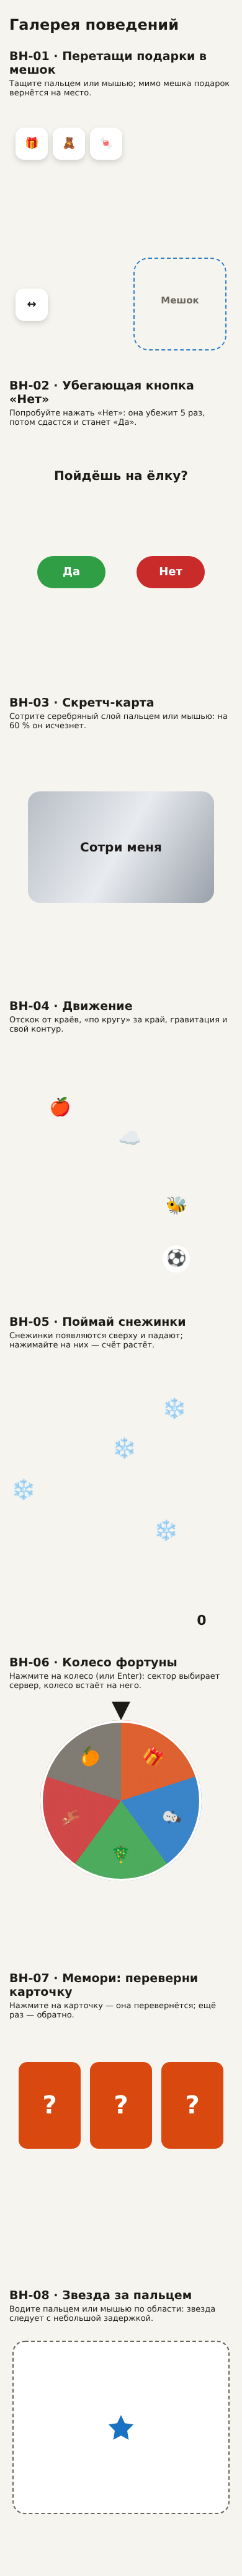 Галерея поведений
BH-01 · Перетащи подарки в
мешок
Тащите пальцем или мышью; мимо мешка подарок
вернётся на место.
↔
Мешок
BH-02 · Убегающая кнопка
«Нет»
Попробуйте нажать «Нет»: она убежит 5 раз,
потом сдастся и станет «Да».
Пойдёшь на ёлку?
Да
Нет
BH-03 · Скретч-карта
Сотрите серебряный слой пальцем или мышью: на
60 % он исчезнет.
Сотри меня
BH-04 · Движение
Отскок от краёв, «по кругу» за край, гравитация и
свой контур.
BH-05 · Поймай снежинки
Снежинки появляются сверху и падают;
нажимайте на них — счёт растёт.
0
BH-06 · Колесо фортуны
Нажмите на колесо (или Enter): сектор выбирает
сервер, колесо встаёт на него.
BH-07 · Мемори: переверни
карточку
Нажмите на карточку — она перевернётся; ещё
раз — обратно.
? ? ?
BH-08 · Звезда за пальцем
Водите пальцем или мышью по области: звезда
следует с небольшой задержкой.